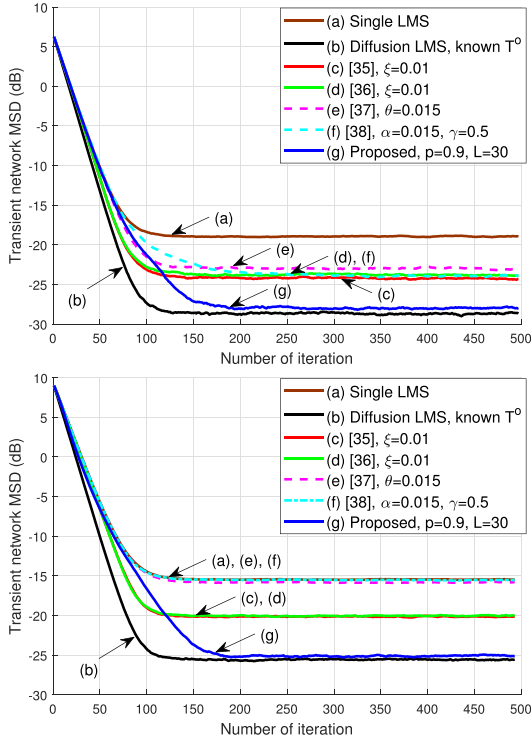 10
5
0
-5
-10
-15
-20
-25
-30
Transient network MSD (dB)
(a) Single LMS
(b) Diffusion LMS, known T^o
(c) [35], ξ=0.01
(d) [36], ξ=0.01
(e) [37], θ=0.015
(f) [38], α=0.015, γ=0.5
(g) Proposed, p=0.9, L=30
(a)
(e)
(d), (f)
(b)
(g)
(c)
0 50 100 150 200 250 300 350 400 450 500
Number of iteration
10
5
0
-5
-10
-15
-20
-25
-30
Transient network MSD (dB)
(a) Single LMS
(b) Diffusion LMS, known T^o
(c) [35], ξ=0.01
(d) [36], ξ=0.01
(e) [37], θ=0.015
(f) [38], α=0.015, γ=0.5
(g) Proposed, p=0.9, L=30
(a), (e), (f)
(c), (d)
(g)
(b)
0 50 100 150 200 250 300 350 400 450 500
Number of iteration